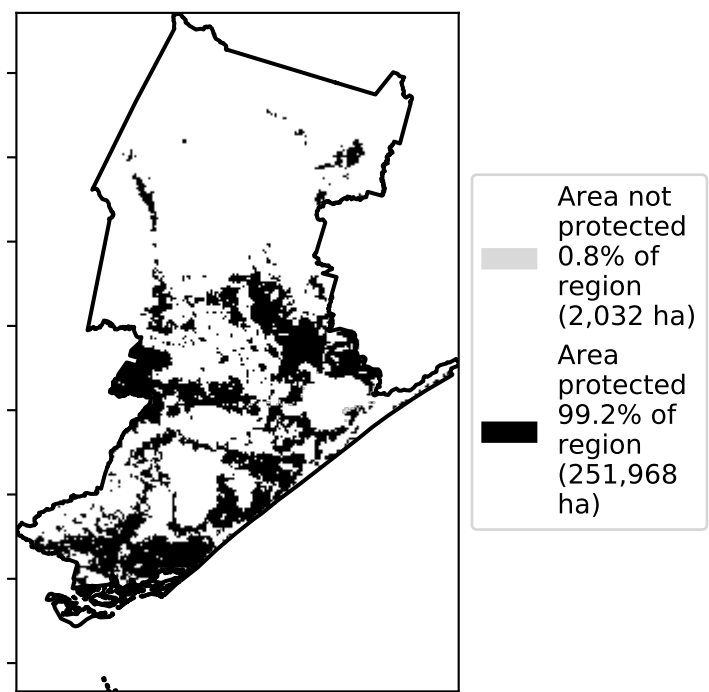 Area not
protected
0.8% of
region
(2,032 ha)
Area
protected
99.2% of
region
(251,968
ha)